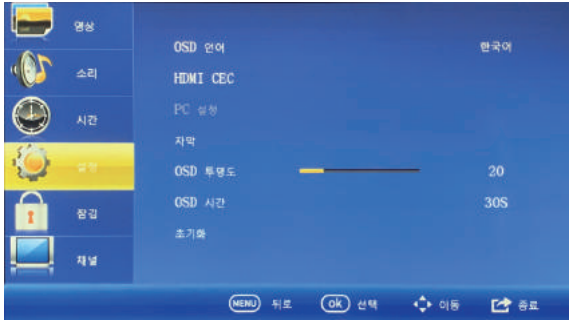 영상
소리
시간
설정
잠김
채널
OSD 언어 한국어
HDMI CEC
PC 설정
자막
OSD 투명도 20
OSD 시간 30S
초기화
MENU 뒤로 Ok 선택 이동 종료